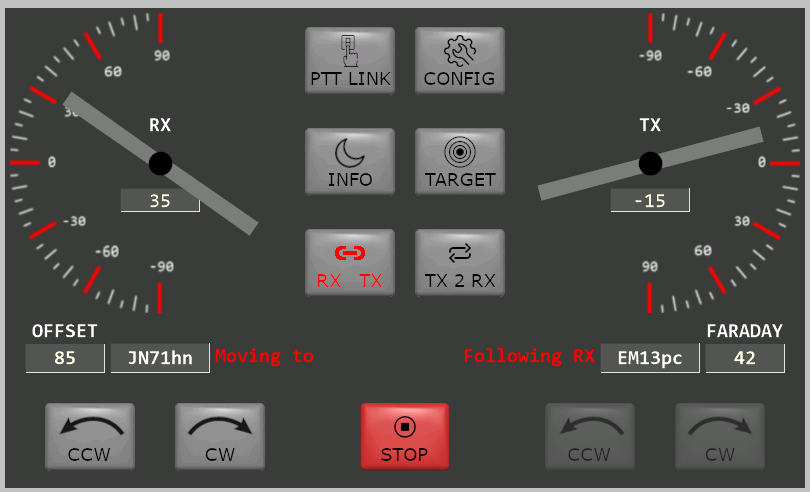 90
60
30
0
-30
-60
-90
RX
35
PTT LINK
CONFIG
INFO
TARGET
RX TX
TX 2 RX
-90
-60
-30
0
30
60
90
TX
-15
OFFSET
85
JN71hn
Moving to
Following RX
EM13pc
FARADAY
42
CCW
CW
STOP
CCW
CW